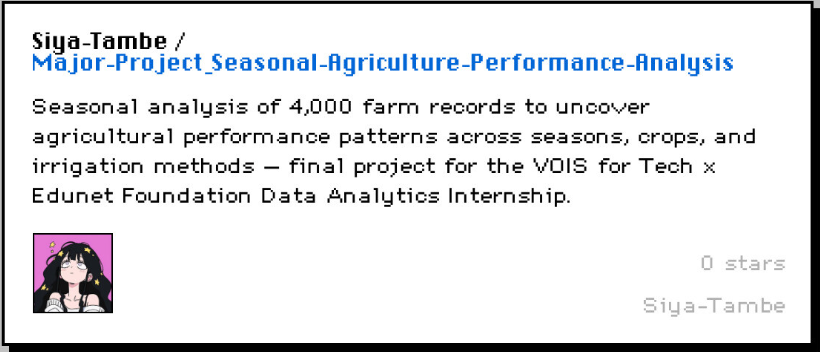 Siya-Tambe /
Major-Project_Seasonal-Agriculture-Performance-Analysis
Seasonal analysis of 4,000 farm records to uncover
agricultural performance patterns across seasons, crops, and
irrigation methods — final project for the VOIS for Tech x
Edunet Foundation Data Analytics Internship.
0 stars
Siya-Tambe